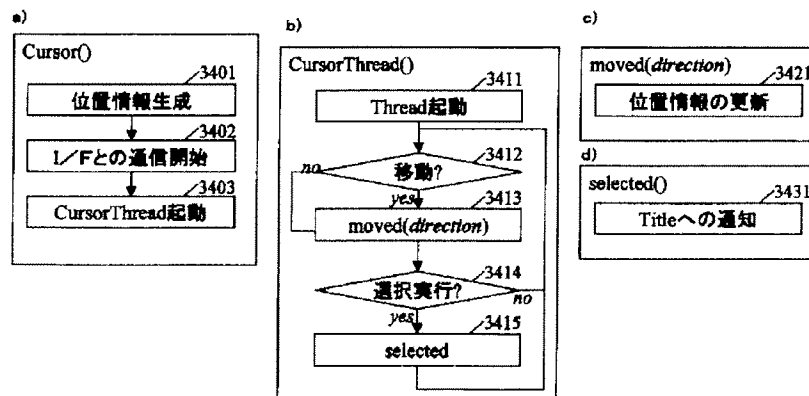 a)
Cursor()
3401
位置情報生成
3402
I／Fとの通信開始
3403
CursorThread起動
b)
CursorThread()
3411
Thread起動
3412
移動?
no
yes
3413
moved(direction)
3414
選択実行?
no
yes
3415
selected
c)
moved(direction)
3421
位置情報の更新
d)
selected()
3431
Titleへの通知